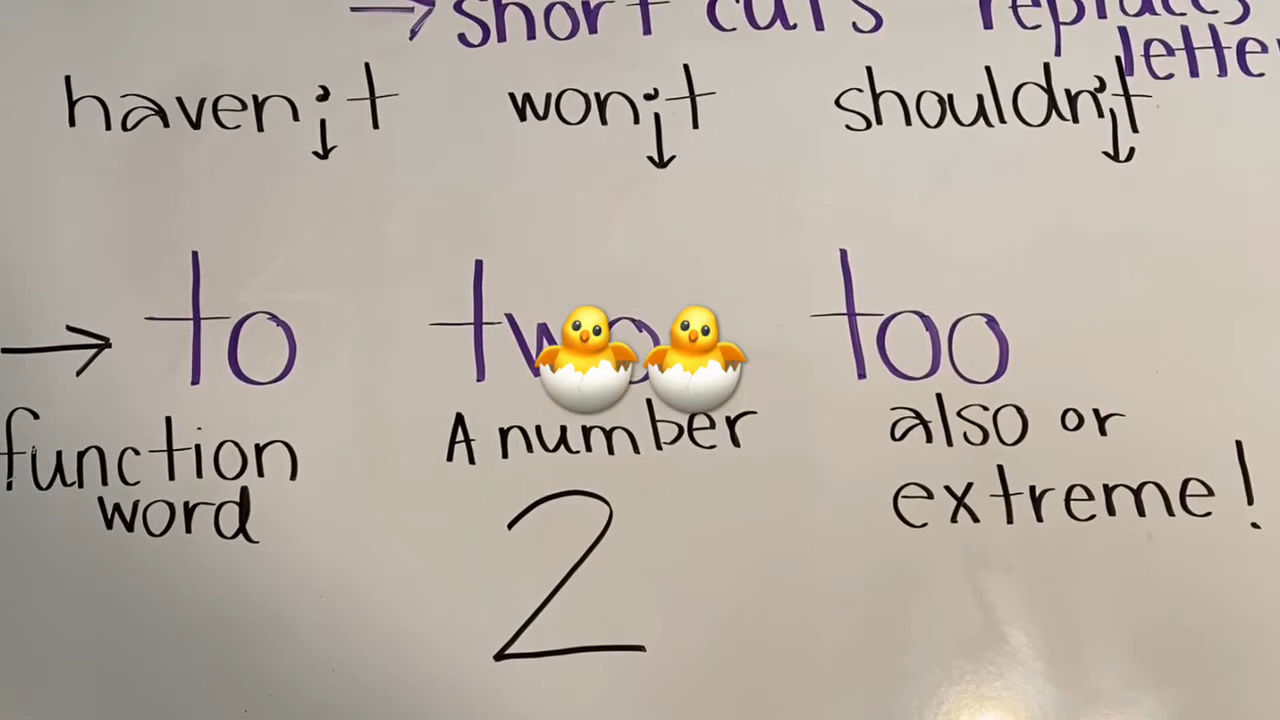 → short cuts replaces
letter
haven't won't shouldn't
→ to two too
function word
A number
2
also or
extreme!